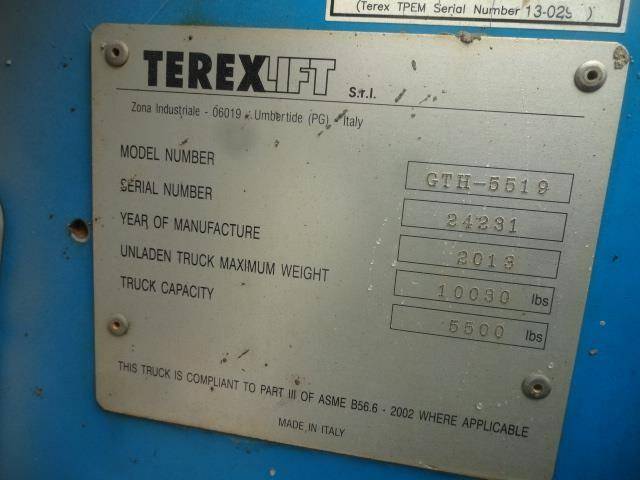 (Terex TPEM Serial Number 13-029 )
TEREXLIFT S.r.l.
Zona Industriale - 06019 - Umbertide (PG) - Italy
MODEL NUMBER GTH-5519
SERIAL NUMBER 24231
YEAR OF MANUFACTURE 2013
UNLADEN TRUCK MAXIMUM WEIGHT 10030 lbs
TRUCK CAPACITY 5500 lbs
THIS TRUCK IS COMPLIANT TO PART III OF ASME B56.6 - 2002 WHERE APPLICABLE
MADE IN ITALY